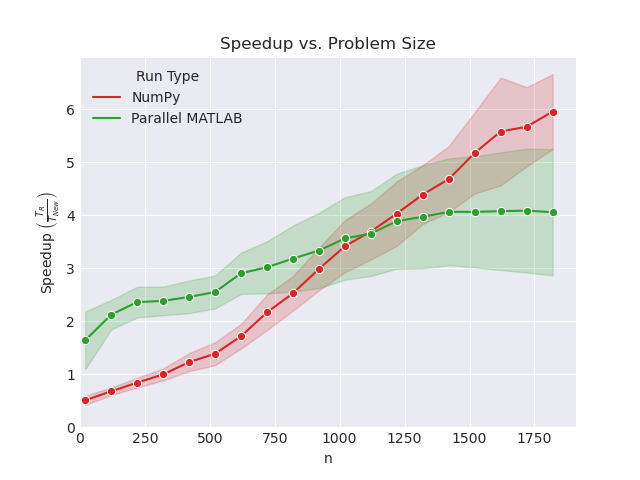 Speedup vs. Problem Size
Run Type
NumPy
Parallel MATLAB
Speedup (T_R / T_New)
6
5
4
3
2
1
0
0 250 500 750 1000 1250 1500 1750
n